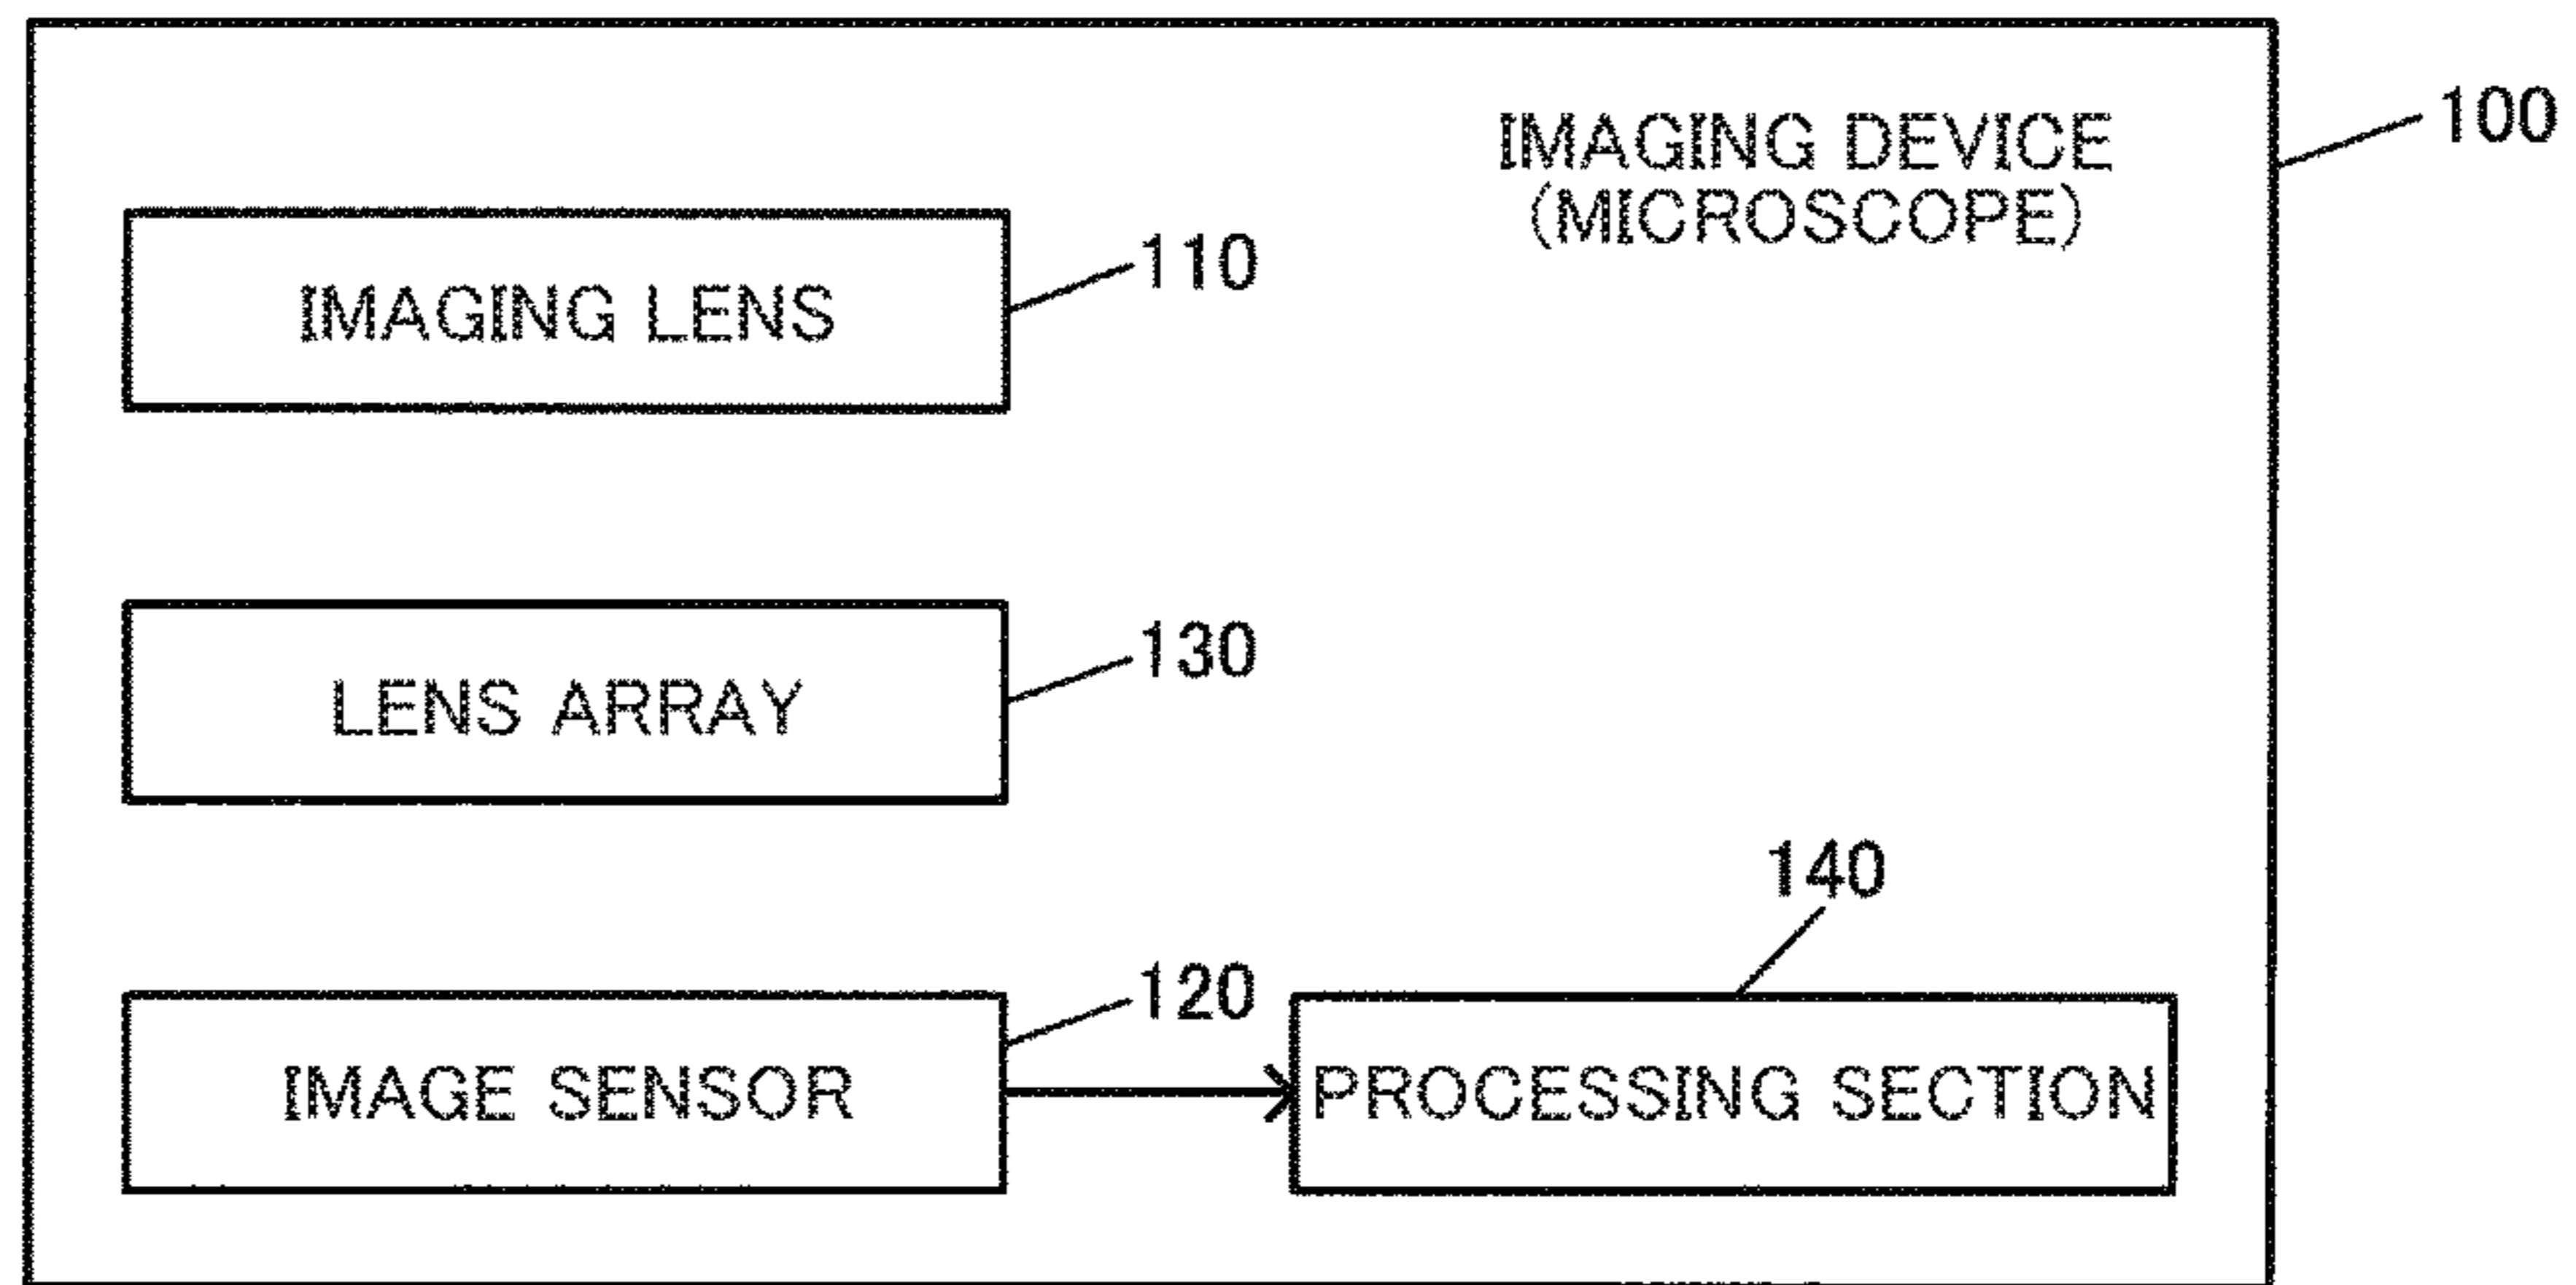 100
IMAGING DEVICE
(MICROSCOPE)
110
IMAGING LENS
130
LENS ARRAY
140
120
IMAGE SENSOR
PROCESSING SECTION